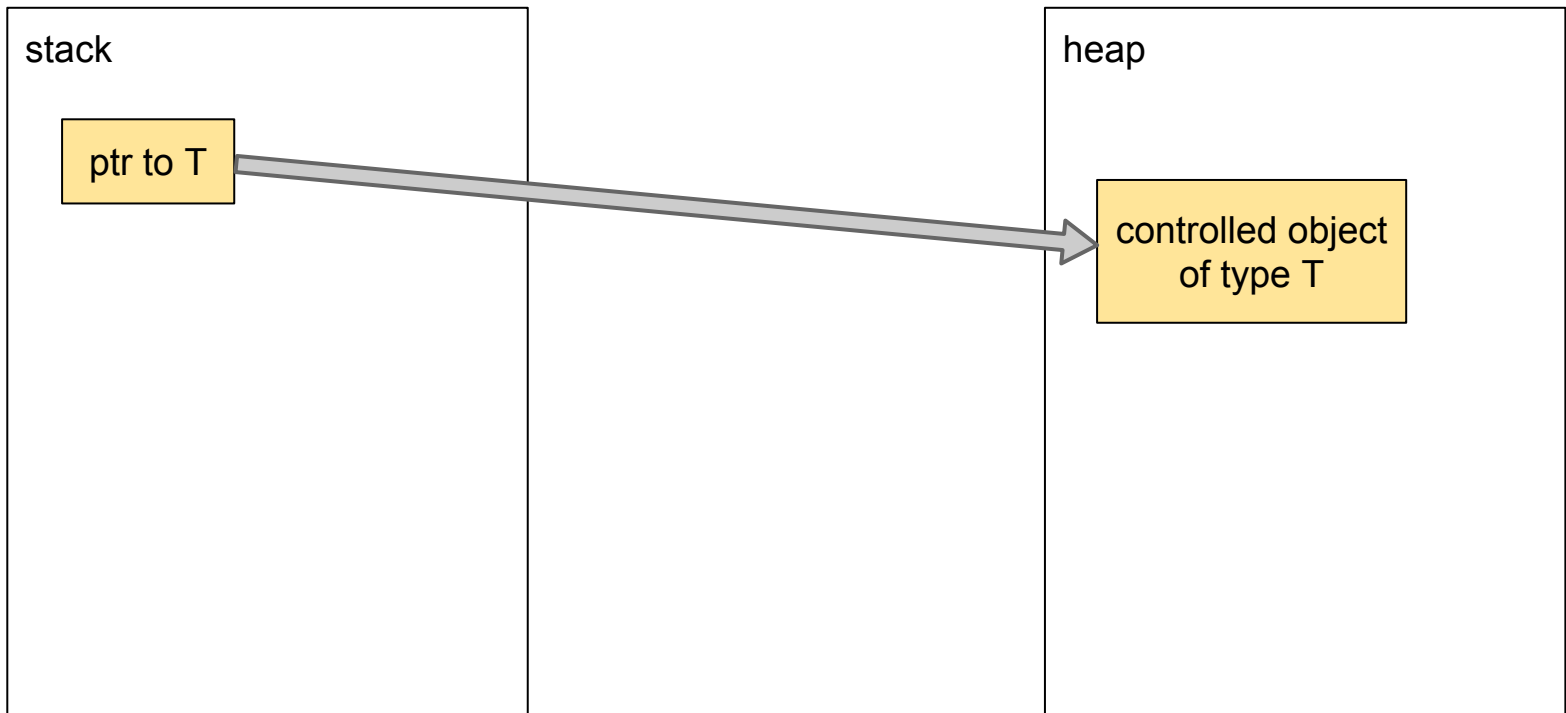 stack
heap
ptr to T
controlled object
of type T